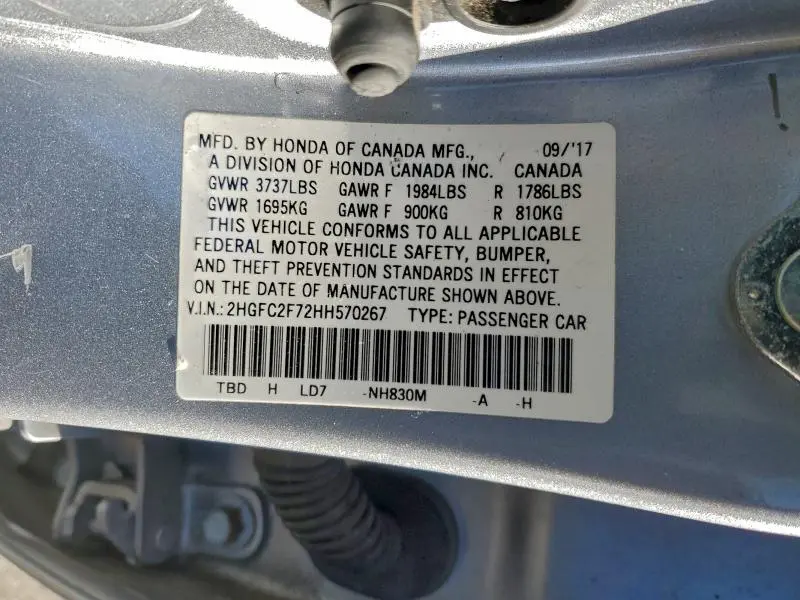 MFD. BY HONDA OF CANADA MFG., 09/'17
A DIVISION OF HONDA CANADA INC. CANADA
GVWR 3737LBS GAWR F 1984LBS R 1786LBS
GVWR 1695KG GAWR F 900KG R 810KG
THIS VEHICLE CONFORMS TO ALL APPLICABLE
FEDERAL MOTOR VEHICLE SAFETY, BUMPER,
AND THEFT PREVENTION STANDARDS IN EFFECT
ON THE DATE OF MANUFACTURE SHOWN ABOVE.
V.I.N.: 2HGFC2F72HH570267 TYPE: PASSENGER CAR
TBD H LD7 -NH830M -A -H